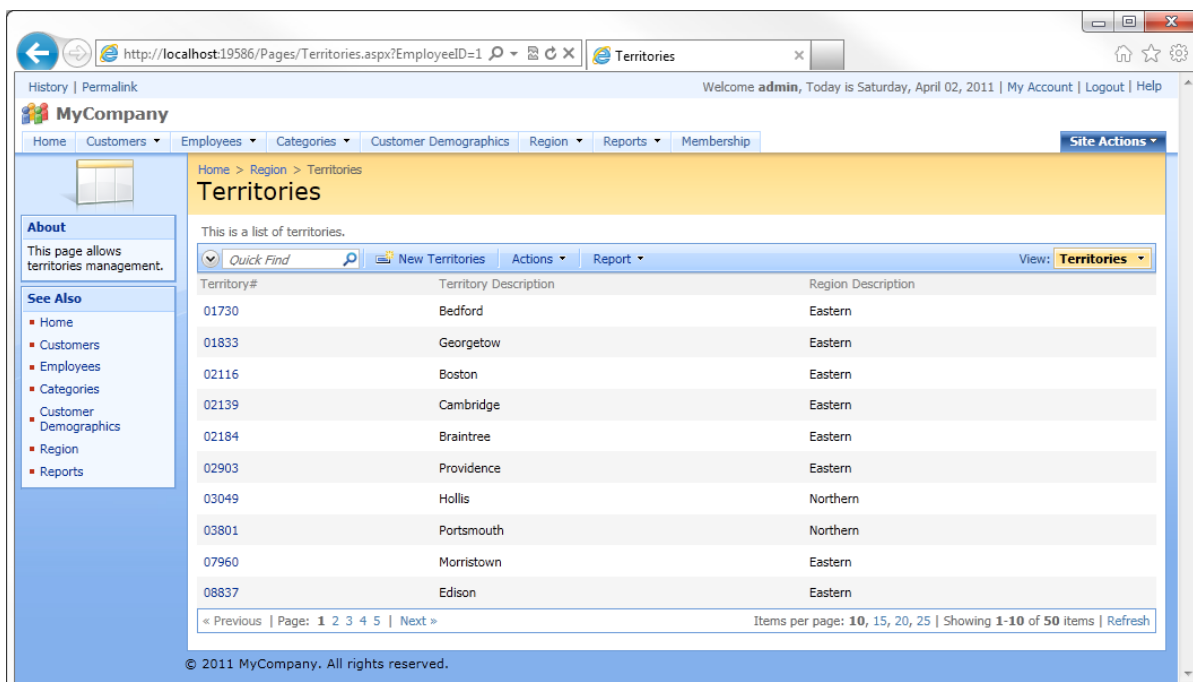 http://localhost:19586/Pages/Territories.aspx?EmployeeID=1
Territories
History | Permalink
Welcome admin, Today is Saturday, April 02, 2011 | My Account | Logout | Help
MyCompany
Home Customers Employees Categories Customer Demographics Region Reports Membership Site Actions
Home > Region > Territories
Territories
About
This page allows
territories management.
See Also
Home
Customers
Employees
Categories
Customer
Demographics
Region
Reports
This is a list of territories.
Quick Find New Territories Actions Report View: Territories
Territory# Territory Description Region Description
01730 Bedford Eastern
01833 Georgetow Eastern
02116 Boston Eastern
02139 Cambridge Eastern
02184 Braintree Eastern
02903 Providence Eastern
03049 Hollis Northern
03801 Portsmouth Northern
07960 Morristown Eastern
08837 Edison Eastern
« Previous | Page: 1 2 3 4 5 | Next » Items per page: 10, 15, 20, 25 | Showing 1-10 of 50 items | Refresh
© 2011 MyCompany. All rights reserved.